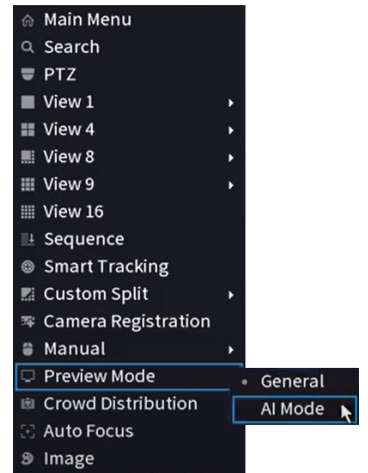 Main Menu
Search
PTZ
View 1
View 4
View 8
View 9
View 16
Sequence
Smart Tracking
Custom Split
Camera Registration
Manual
Preview Mode
General
AI Mode
Crowd Distribution
Auto Focus
Image